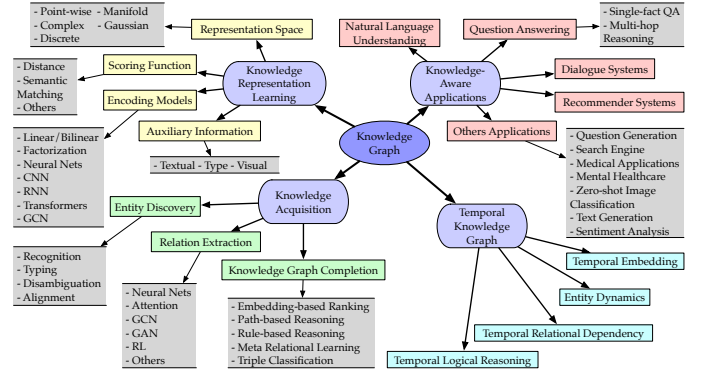 - Point-wise - Manifold
- Complex - Gaussian
- Discrete
Representation Space
Scoring Function
- Distance
- Semantic
Matching
- Others
Encoding Models
- Linear/Bilinear
- Factorization
- Neural Nets
- CNN
- RNN
- Transformers
- GCN
Auxiliary Information
- Textual - Type - Visual
Knowledge
Representation
Learning
Natural Language
Understanding
Question Answering
- Single-fact QA
- Multi-hop
Reasoning
Knowledge-
Aware
Applications
Dialogue Systems
Recommender Systems
Others Applications
- Question Generation
- Search Engine
- Medical Applications
- Mental Healthcare
- Zero-shot Image
Classification
- Text Generation
- Sentiment Analysis
Knowledge
Graph
Knowledge
Acquisition
Entity Discovery
- Recognition
- Typing
- Disambiguation
- Alignment
Relation Extraction
- Neural Nets
- Attention
- GCN
- GAN
- RL
- Others
Knowledge Graph Completion
- Embedding-based Ranking
- Path-based Reasoning
- Rule-based Reasoning
- Meta Relational Learning
- Triple Classification
Temporal
Knowledge
Graph
Temporal Embedding
Entity Dynamics
Temporal Relational Dependency
Temporal Logical Reasoning